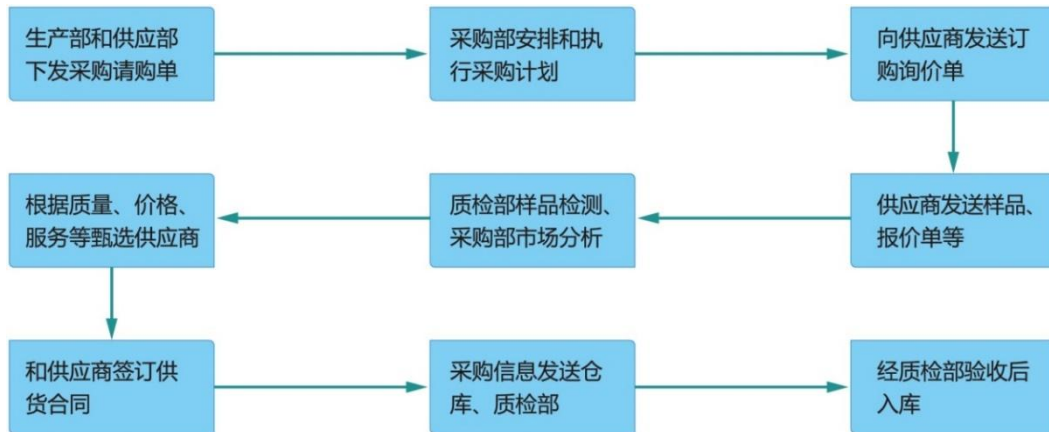 生产部和供应部
下发采购请购单
采购部安排和执
行采购计划
向供应商发送订
购询价单
供应商发送样品、
报价单等
质检部样品检测、
采购部市场分析
根据质量、价格、
服务等甄选供应商
和供应商签订供
货合同
采购信息发送仓
库、质检部
经质检部验收后
入库